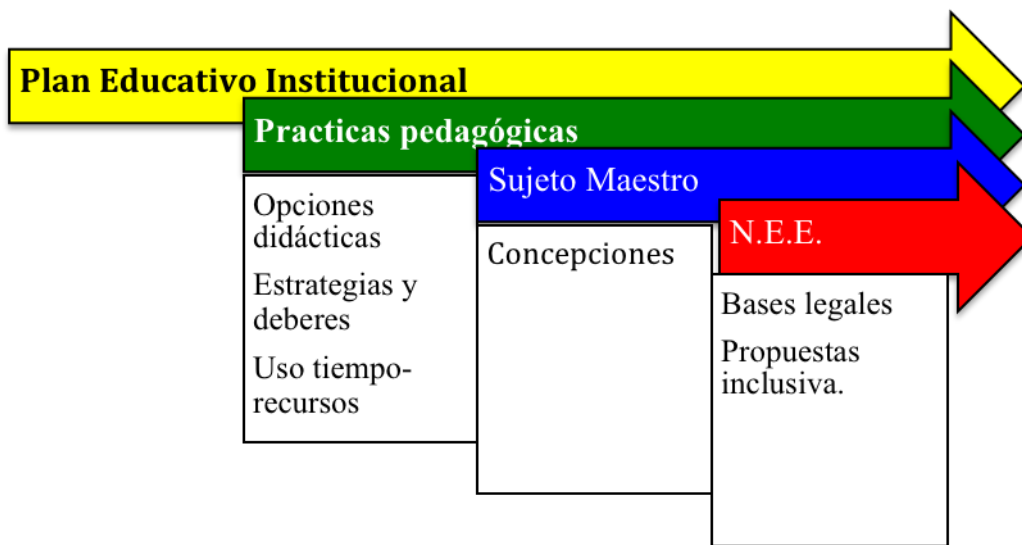 Plan Educativo Institucional
Practicas pedagógicas
Opciones
didácticas
Estrategias y
deberes
Uso tiempo-
recursos
Sujeto Maestro
Concepciones
N.E.E.
Bases legales
Propuestas
inclusiva.